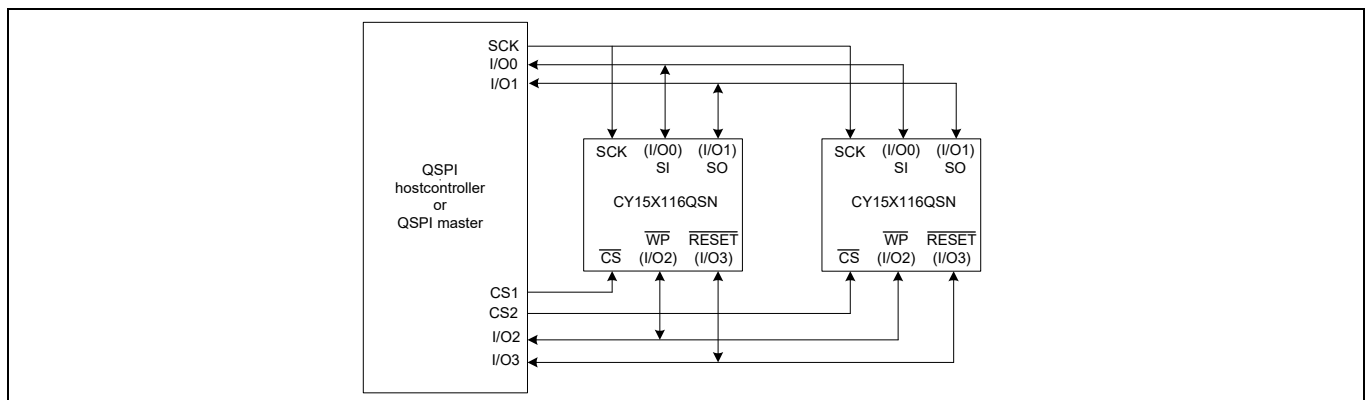 SCK
I/O0
I/O1
QSPI
hostcontroller
or
QSPI master
CS1
CS2
I/O2
I/O3
SCK (I/O0) (I/O1)
SI SO
CY15X116QSN
WP RESET
CS (I/O2) (I/O3)
SCK (I/O0) (I/O1)
SI SO
CY15X116QSN
WP RESET
CS (I/O2) (I/O3)